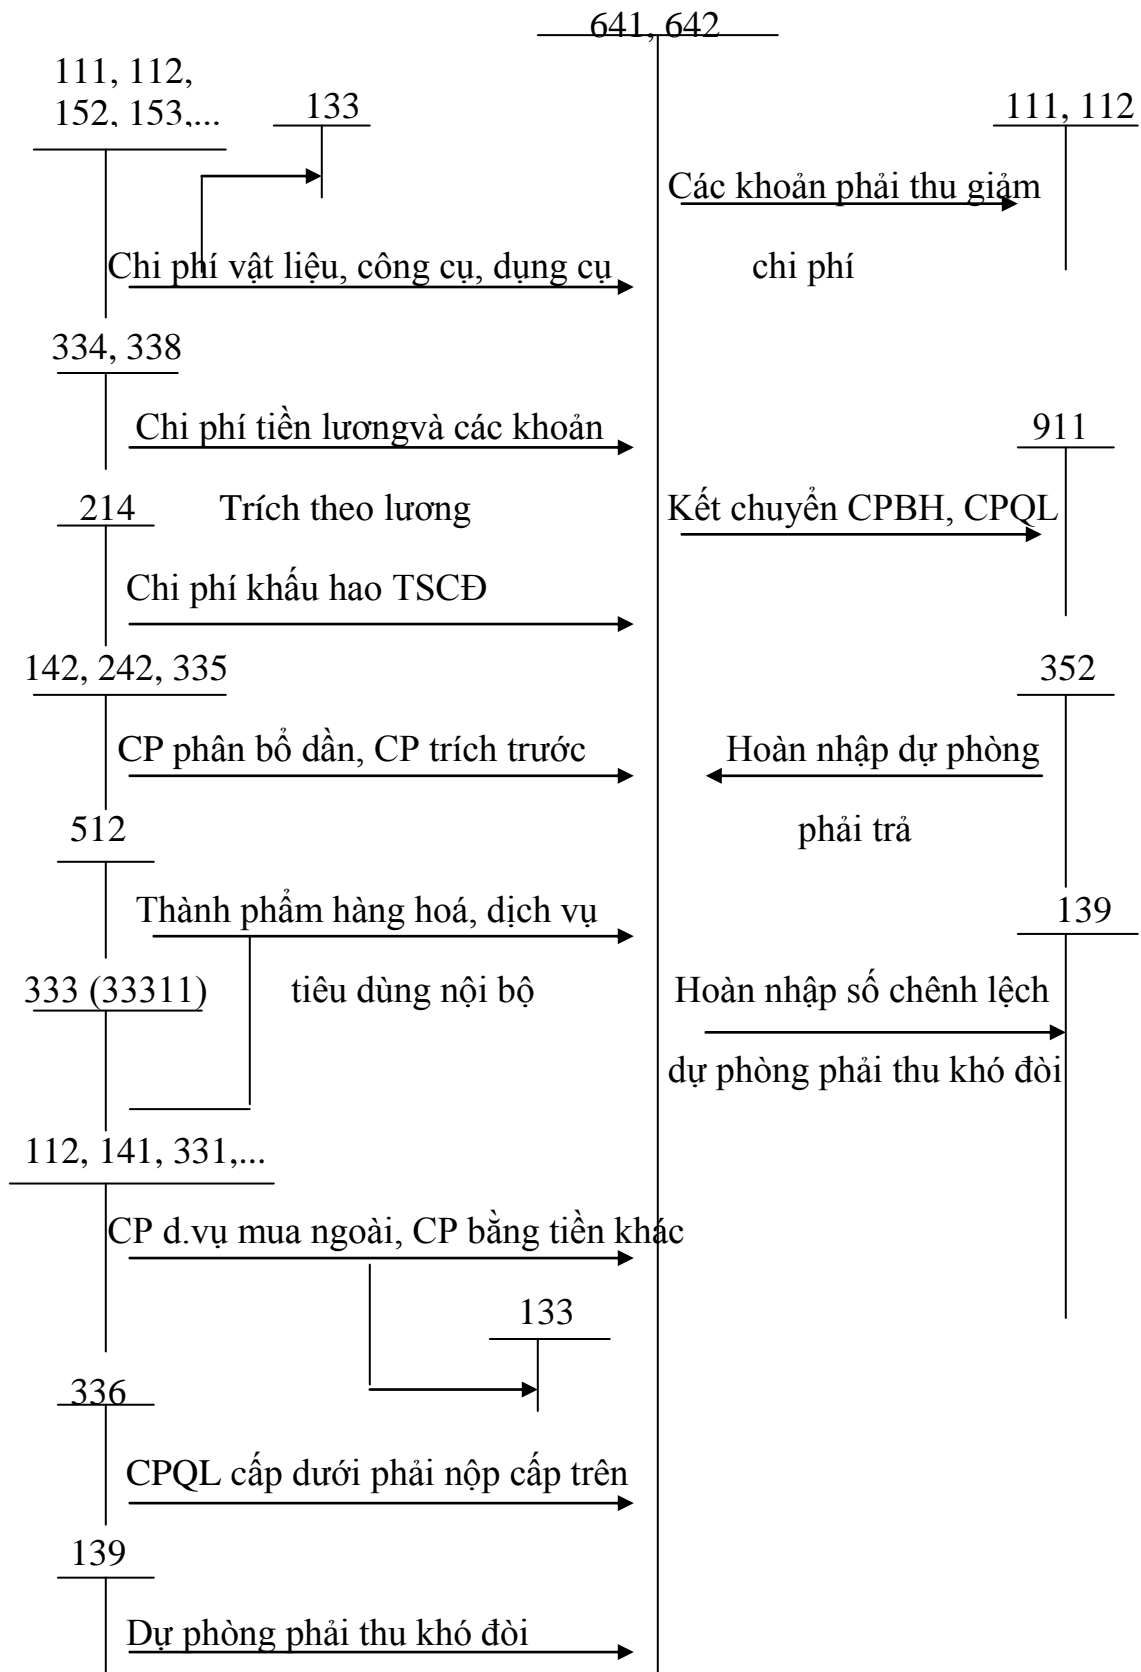 641, 642
111, 112,
152, 153,...
133
111, 112
Các khoản phải thu giảm
Chi phí vật liệu, công cụ, dụng cụ
chi phí
334, 338
Chi phí tiền lươngvà các khoản
911
214
Trích theo lương
Kết chuyển CPBH, CPQL
Chi phí khấu hao TSCĐ
142, 242, 335
352
CP phân bổ dần, CP trích trước
Hoàn nhập dự phòng
512
phải trả
Thành phẩm hàng hoá, dịch vụ
139
333 (33311)
tiêu dùng nội bộ
Hoàn nhập số chênh lệch
dự phòng phải thu khó đòi
112, 141, 331,...
CP d.vụ mua ngoài, CP bằng tiền khác
133
336
CPQL cấp dưới phải nộp cấp trên
139
Dự phòng phải thu khó đòi